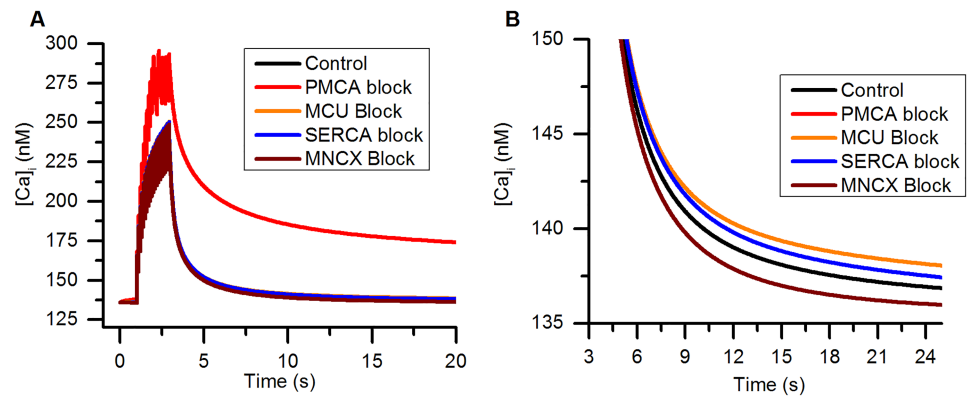 A
[Ca]i (nM)
300
275
250
225
200
175
150
125
Control
PMCA block
MCU Block
SERCA block
MNCX Block
0 5 10 15 20
Time (s)
B
[Ca]i (nM)
150
145
140
135
Control
PMCA block
MCU Block
SERCA block
MNCX Block
3 6 9 12 15 18 21 24
Time (s)